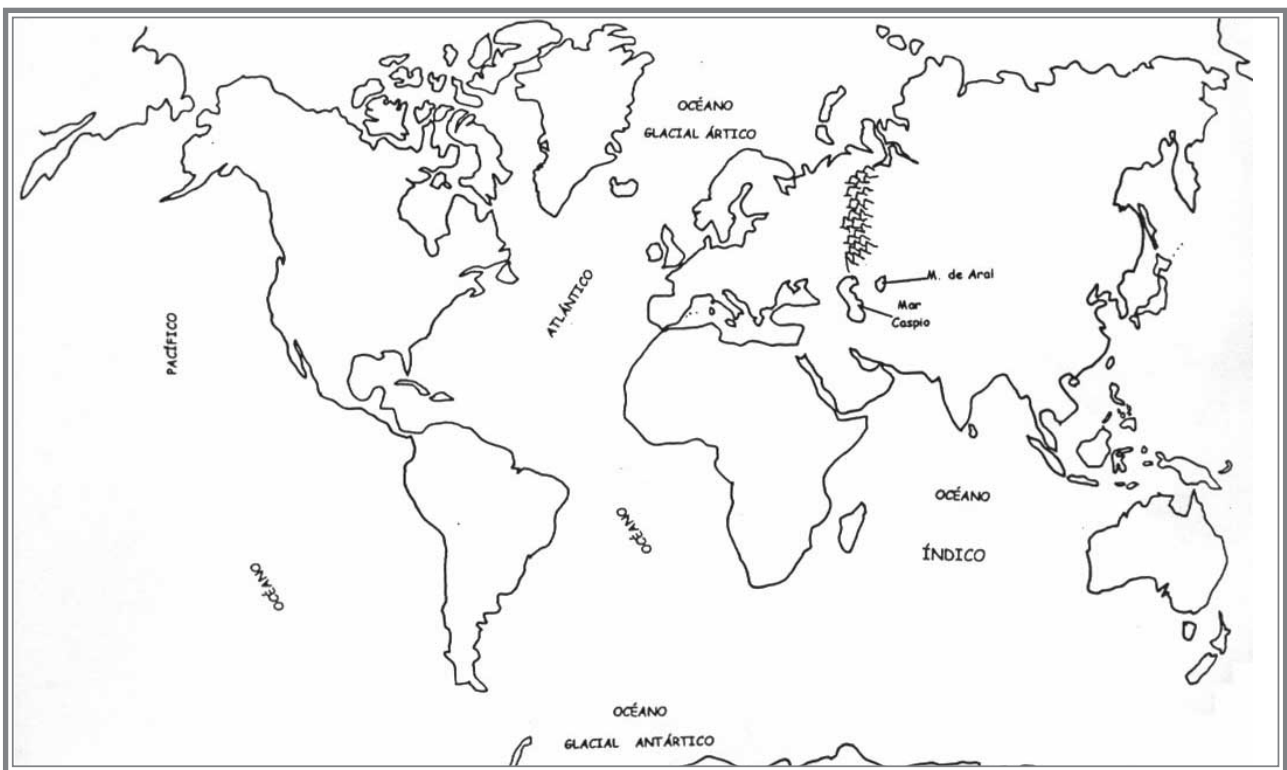 OCÉANO
GLACIAL ÁRTICO
M. de Aral
Mar
Caspio
ATLÁNTICO
PACÍFICO
OCÉANO
OCÉANO
ÍNDICO
OCÉANO
OCÉANO
GLACIAL ANTÁRTICO